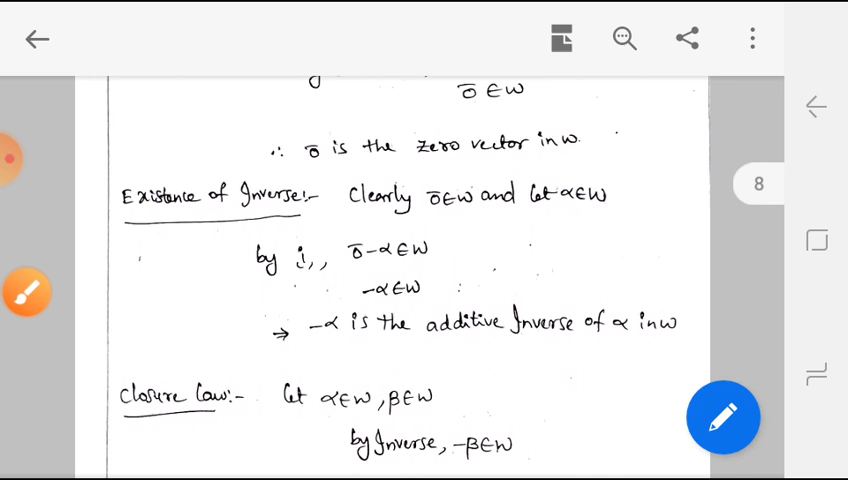 ō ∈ W
∴ ō is the zero vector in W.
8
Existence of Inverse:- Clearly ō∈W and let α∈W
by i,, ō-α∈W
-α∈W
⇒ -α is the additive Inverse of α in W
Closure law:- let α∈W, β∈W
by Inverse, -β∈W